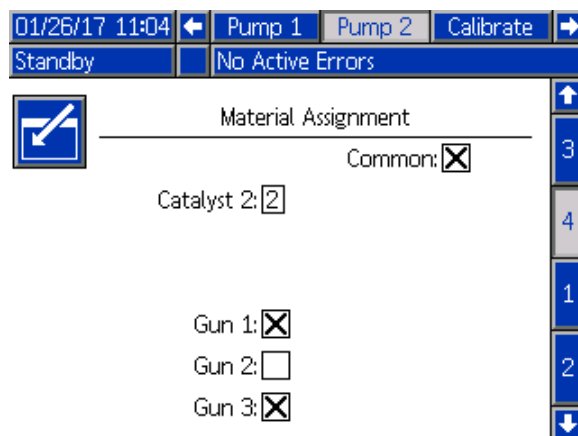 01/26/17 11:04 Pump 1 Pump 2 Calibrate
Standby No Active Errors
Material Assignment
3
Common:
Catalyst 2: 2
4
1
Gun 1:
Gun 2:
2
Gun 3: